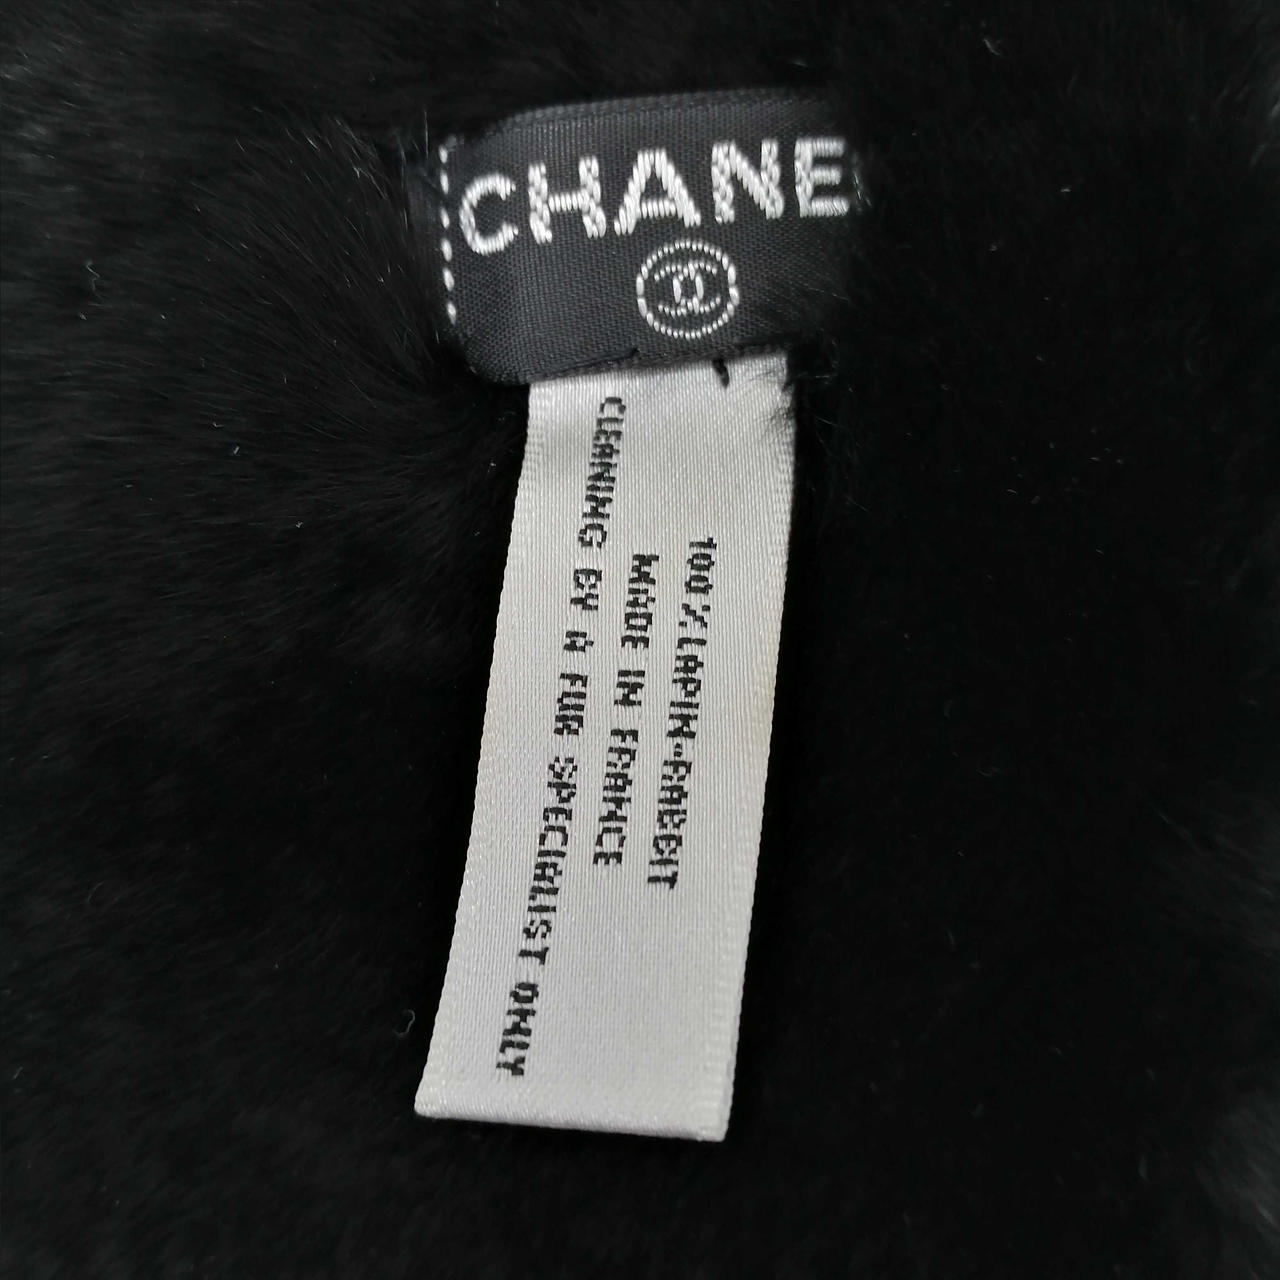 CHANE
100%LAPIN-RABBIT
MADE IN FRANCE
CLEANING BY A FUR SPECIALIST ONLY